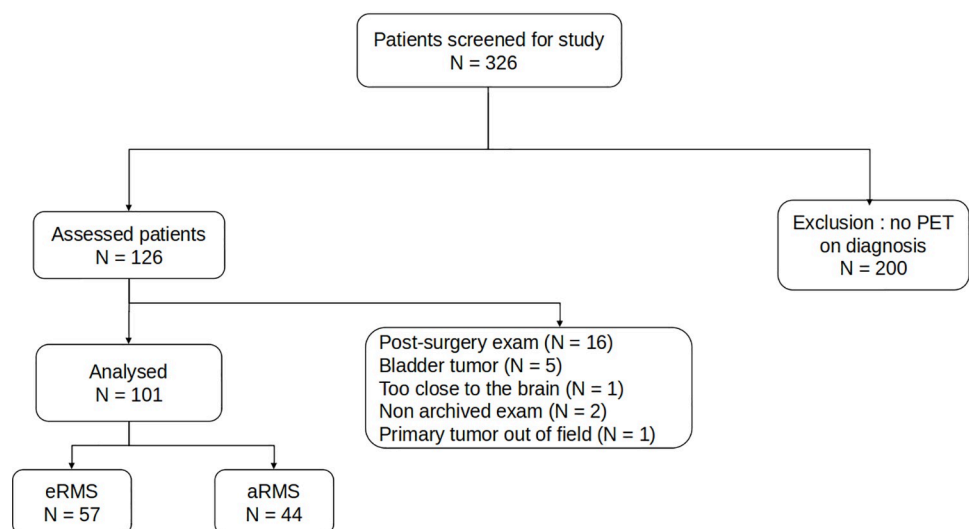 Patients screened for study
N = 326
Assessed patients
N = 126
Exclusion : no PET
on diagnosis
N = 200
Analysed
N = 101
Post-surgery exam (N = 16)
Bladder tumor (N = 5)
Too close to the brain (N = 1)
Non archived exam (N = 2)
Primary tumor out of field (N = 1)
eRMS
N = 57
aRMS
N = 44